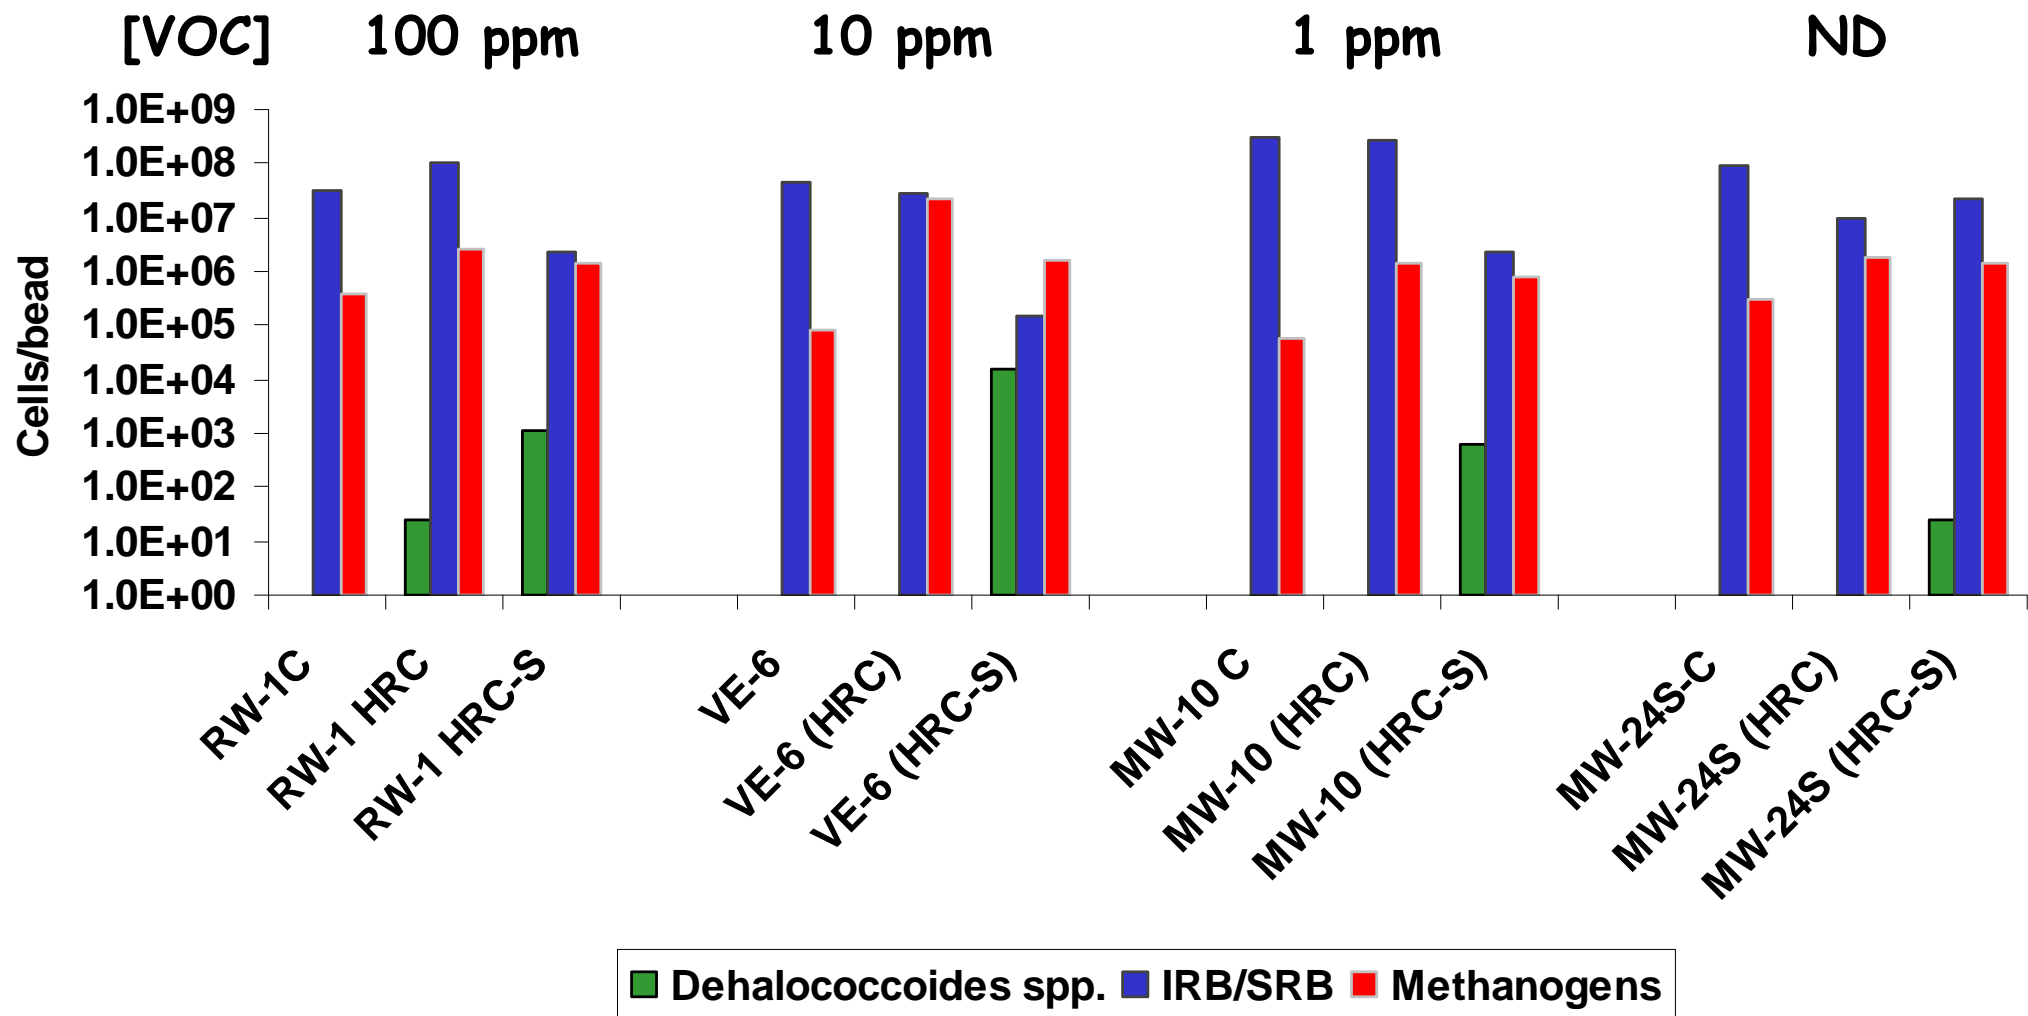 [VOC] 100 ppm 10 ppm 1 ppm ND
1.0E+09
1.0E+08
1.0E+07
1.0E+06
1.0E+05
1.0E+04
1.0E+03
1.0E+02
1.0E+01
1.0E+00
Cells/bead
RW-1C
RW-1 HRC
RW-1 HRC-S
VE-6
VE-6 (HRC)
VE-6 (HRC-S)
MW-10 C
MW-10 (HRC)
MW-10 (HRC-S)
MW-24S-C
MW-24S (HRC)
MW-24S (HRC-S)
Dehalococcoides spp. IRB/SRB Methanogens